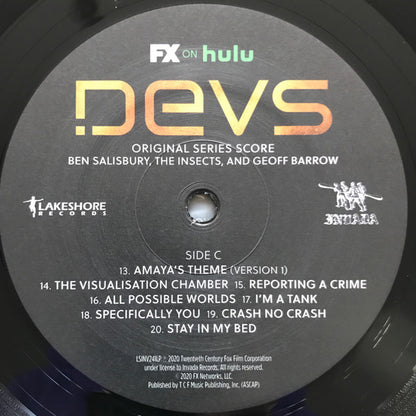 FX ON hulu
DEVS
ORIGINAL SERIES SCORE
BEN SALISBURY, THE INSECTS, AND GEOFF BARROW
LAKESHORE
RECORDS
INVADA
SIDE C
13. AMAYA'S THEME (VERSION 1)
14. THE VISUALISATION CHAMBER 15. REPORTING A CRIME
16. ALL POSSIBLE WORLDS 17. I'M A TANK
18. SPECIFICALLY YOU 19. CRASH NO CRASH
20. STAY IN MY BED
LSINV241LP ℗ 2020 Twentieth Century Fox Film Corporation
under license to Invada Records. All rights reserved.
© 2020 FX Networks, LLC.
Published by T C F Music Publishing, Inc. (ASCAP)